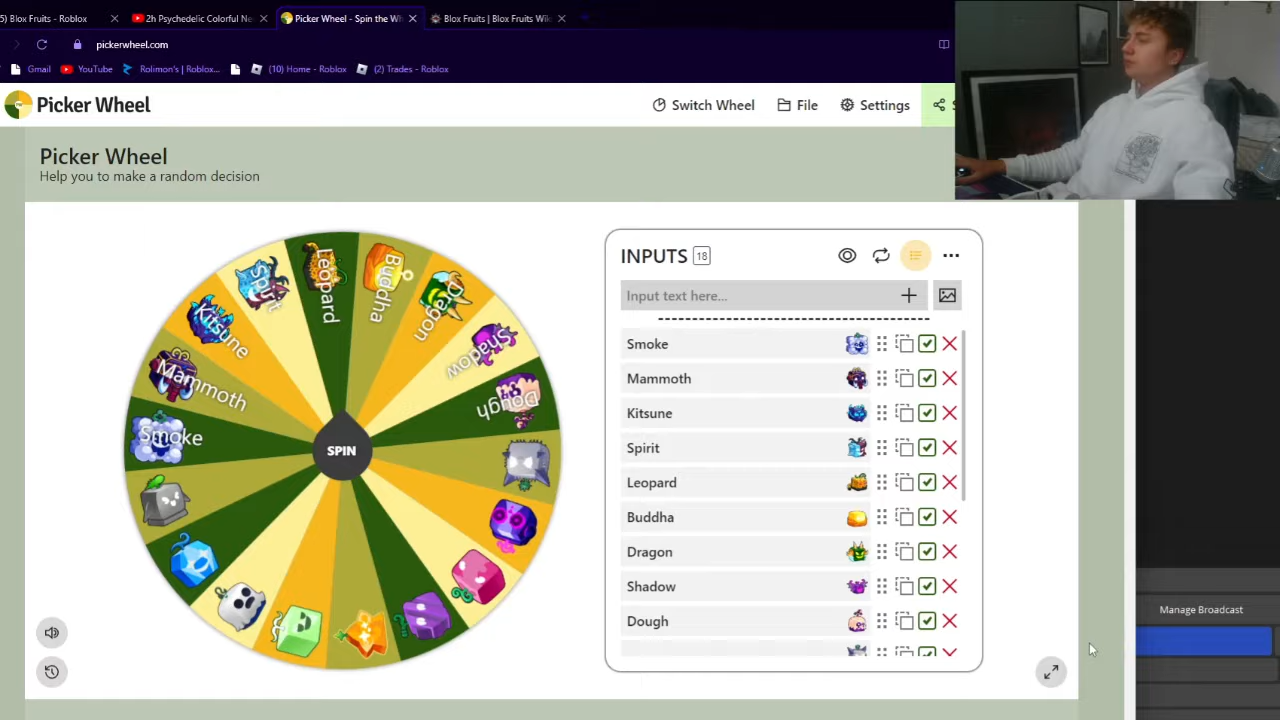 5) Blox Fruits - Roblox
2h Psychedelic Colorful Ne
Picker Wheel - Spin the Wh
Blox Fruits | Blox Fruits Wiki
pickerwheel.com
Gmail
YouTube
Rolimon's | Roblox...
(10) Home - Roblox
(2) Trades - Roblox
Picker Wheel
Switch Wheel
File
Settings
S
Picker Wheel
Help you to make a random decision
Smoke
Mammoth
Kitsune
Spirit
Leopard
Buddha
Dragon
Shadow
Dough
SPIN
INPUTS 18
Input text here...
Smoke
Mammoth
Kitsune
Spirit
Leopard
Buddha
Dragon
Shadow
Dough
Manage Broadcast